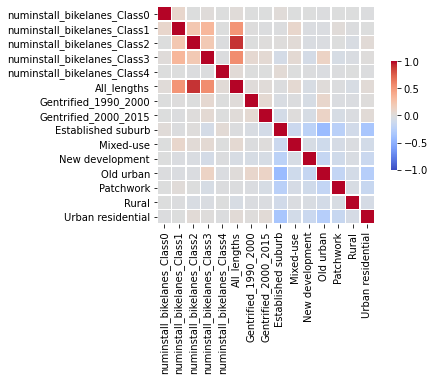 numinstall_bikelanes_Class0
numinstall_bikelanes_Class1
numinstall_bikelanes_Class2
numinstall_bikelanes_Class3
numinstall_bikelanes_Class4
All_lengths
Gentrified_1990_2000
Gentrified_2000_2015
Established suburb
Mixed-use
New development
Old urban
Patchwork
Rural
Urban residential
1.0
0.5
0.0
−0.5
−1.0
numinstall_bikelanes_Class0
numinstall_bikelanes_Class1
numinstall_bikelanes_Class2
numinstall_bikelanes_Class3
numinstall_bikelanes_Class4
All_lengths
Gentrified_1990_2000
Gentrified_2000_2015
Established suburb
Mixed-use
New development
Old urban
Patchwork
Rural
Urban residential